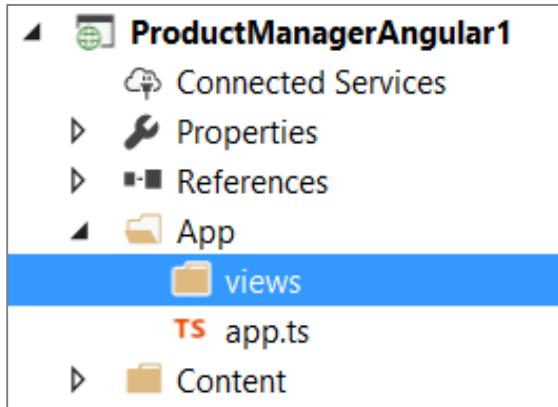 ProductManagerAngular1
Connected Services
Properties
References
App
views
TS app.ts
Content